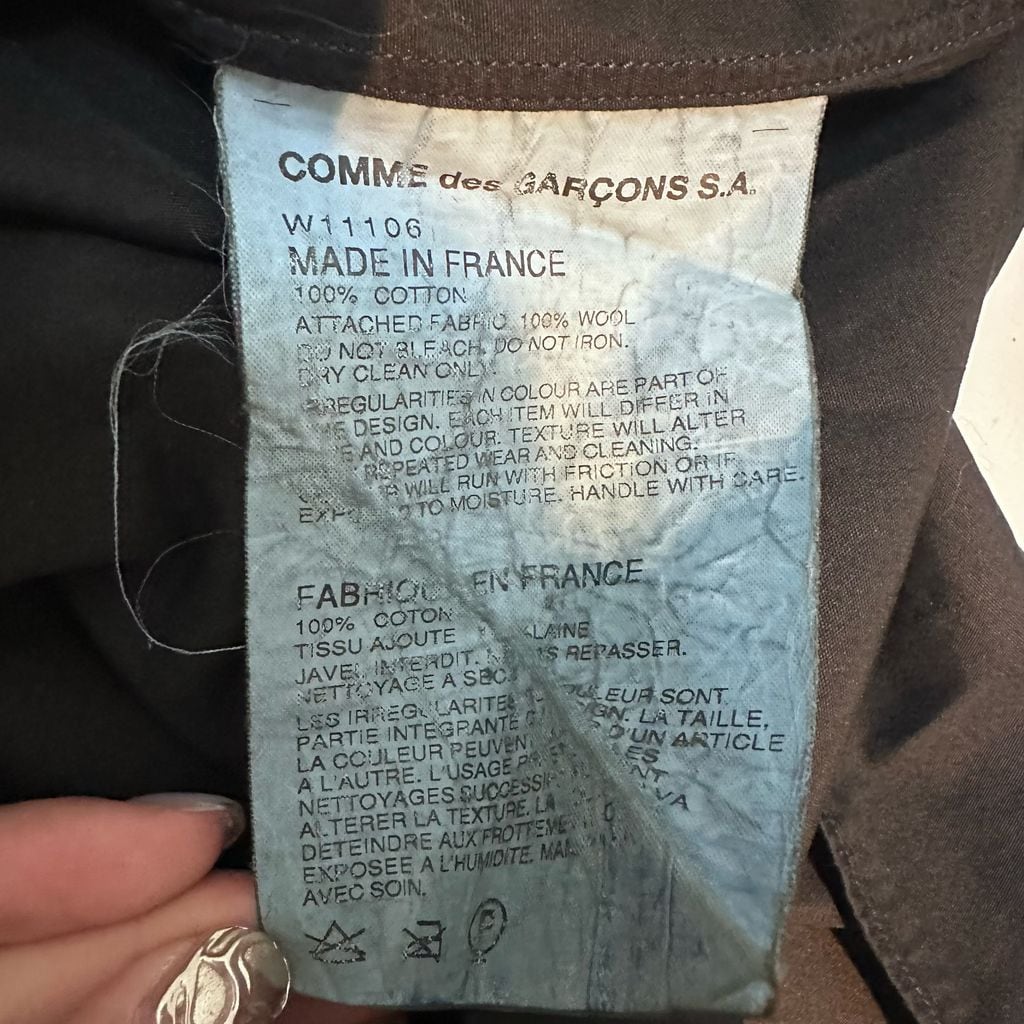 COMME des GARÇONS S.A.
W11106
MADE IN FRANCE
100% COTTON
ATTACHED FABRIC 100% WOOL
DO NOT BLEACH. DO NOT IRON.
DRY CLEAN ONLY.
IRREGULARITIES IN COLOUR ARE PART OF
DESIGN. EACH ITEM WILL DIFFER IN
AND COLOUR. TEXTURE WILL ALTER
REPEATED WEAR AND CLEANING.
WILL RUN WITH FRICTION OR IF
TO MOISTURE. HANDLE WITH CARE.
FABRIQUE EN FRANCE
100% COTON
TISSU AJOUTE LAINE
JAVEL INTERDIT. REPASSER.
NETTOYAGE A SEC
LES IRREGULARITES COULEUR SONT
PARTIE INTEGRANTE LA TAILLE,
LA COULEUR PEUVENT D'UN ARTICLE
A L'AUTRE. L'USAGE
NETTOYAGES
ALTERER LA TEXTURE. LA VA
DETEINDRE AUX
EXPOSEE A L'HUMIDITE.
AVEC SOIN.
P